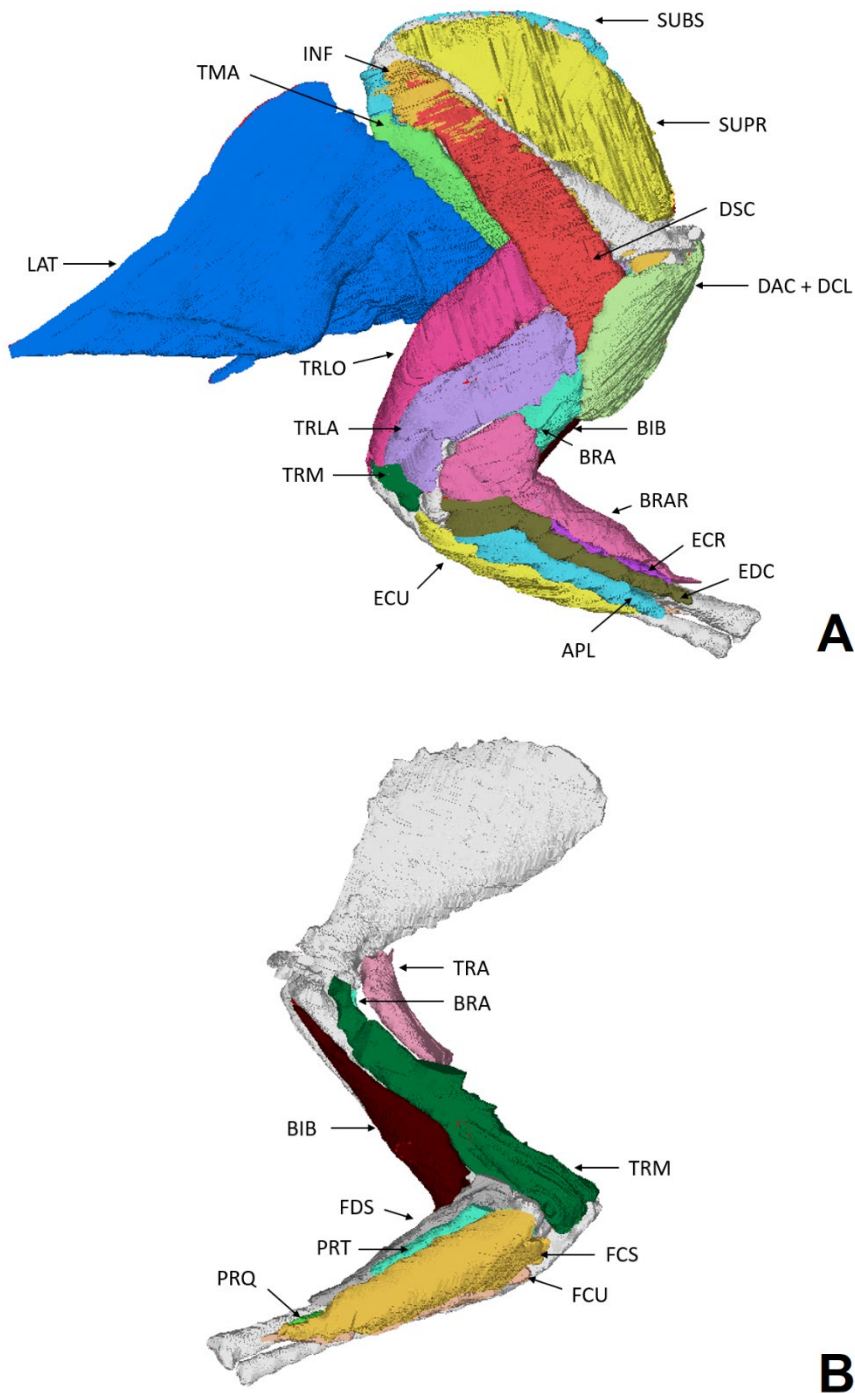 SUBS
INF
TMA
SUPR
DSC
LAT
DAC + DCL
TRLO
TRLA
BIB
BRA
TRM
BRAR
ECR
EDC
ECU
APL
A
TRA
BRA
BIB
TRM
FDS
PRT
FCS
PRQ
FCU
B